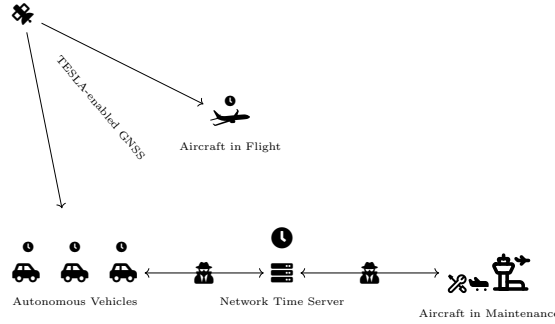 TESLA-enabled GNSS
Aircraft in Flight
Autonomous Vehicles
Network Time Server
Aircraft in Maintenance